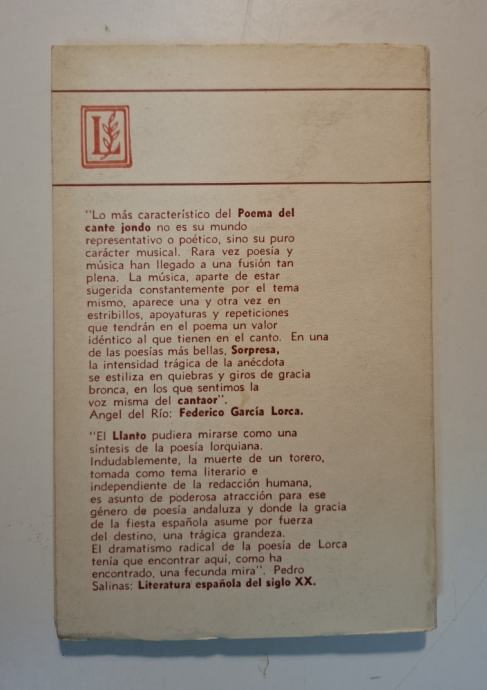 L
"Lo más característico del Poema del
cante jondo no es su mundo
representativo o poético, sino su puro
carácter musical. Rara vez poesía y
música han llegado a una fusión tan
plena. La música, aparte de estar
sugerida constantemente por el tema
mismo, aparece una y otra vez en
estribillos, apoyaturas y repeticiones
que tendrán en el poema un valor
idéntico al que tienen en el canto. En una
de las poesías más bellas, Sorpresa,
la intensidad trágica de la anécdota
se estiliza en quiebras y giros de gracia
bronca, en los que sentimos la
voz misma del cantaor".
Angel del Río: Federico García Lorca.
"El Llanto pudiera mirarse como una
síntesis de la poesía lorquiana.
Indudablemente, la muerte de un torero,
tomada como tema literario e
independiente de la redacción humana,
es asunto de poderosa atracción para ese
género de poesía andaluza y donde la gracia
de la fiesta española asume por fuerza
del destino, una trágica grandeza.
El dramatismo radical de la poesía de Lorca
tenía que encontrar aquí, como ha
encontrado, una fecunda mira". Pedro
Salinas: Literatura española del siglo XX.